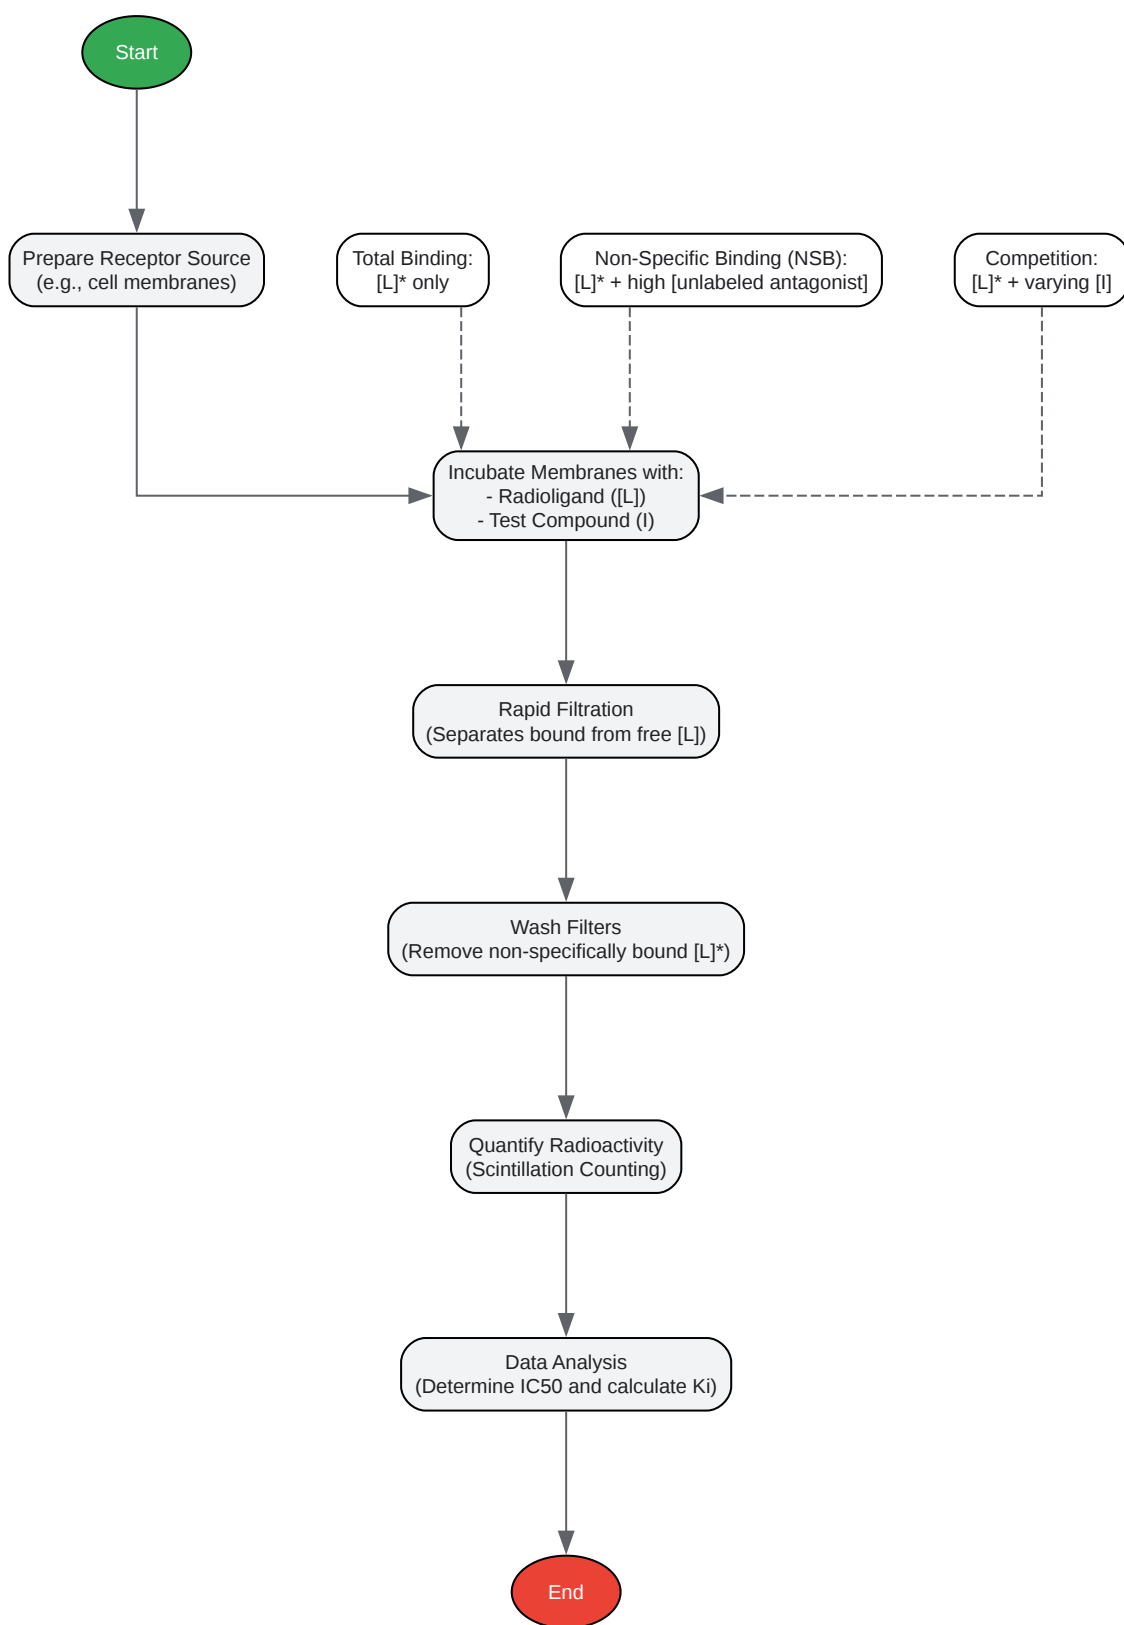 Start
Prepare Receptor Source
(e.g., cell membranes)
Total Binding:
[L]* only
Non-Specific Binding (NSB):
[L]* + high [unlabeled antagonist]
Competition:
[L]* + varying [I]
Incubate Membranes with:
- Radioligand ([L])
- Test Compound (I)
Rapid Filtration
(Separates bound from free [L])
Wash Filters
(Remove non-specifically bound [L]*)
Quantify Radioactivity
(Scintillation Counting)
Data Analysis
(Determine IC50 and calculate Ki)
End